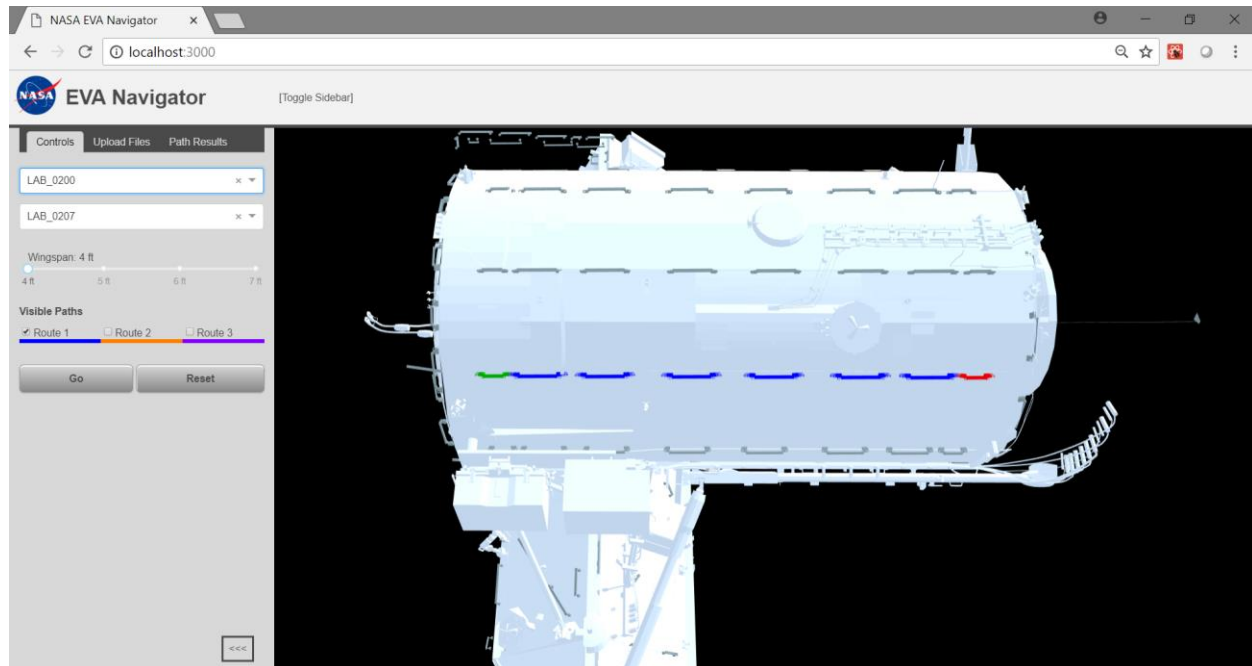 NASA EVA Navigator
localhost:3000
NASA EVA Navigator
[Toggle Sidebar]
Controls Upload Files Path Results
LAB_0200
LAB_0207
Wingspan: 4 ft
4 ft 5 ft 6 ft 7 ft
Visible Paths
Route 1 Route 2 Route 3
Go Reset
<<<